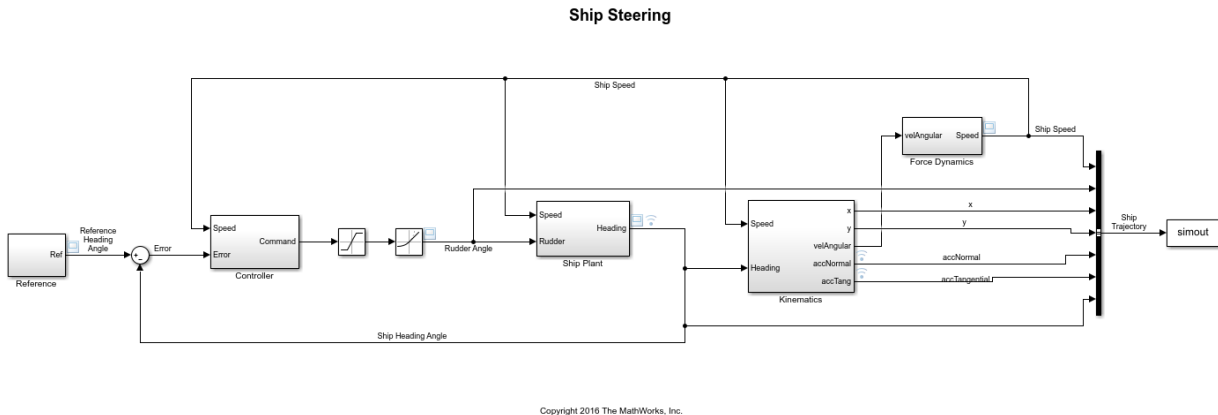 Ship Steering
Ship Speed
velAngular
Speed
Force Dynamics
Ship Speed
Reference
Heading
Angle
Ref
Reference
+
-
Error
Speed
Error
Command
Controller
Rudder Angle
Speed
Rudder
Heading
Ship Plant
Speed
Heading
x
y
velAngular
accNormal
accTang
Kinematics
x
y
accNormal
accTangential
Ship
Trajectory
simout
Ship Heading Angle
Copyright 2016 The MathWorks, Inc.